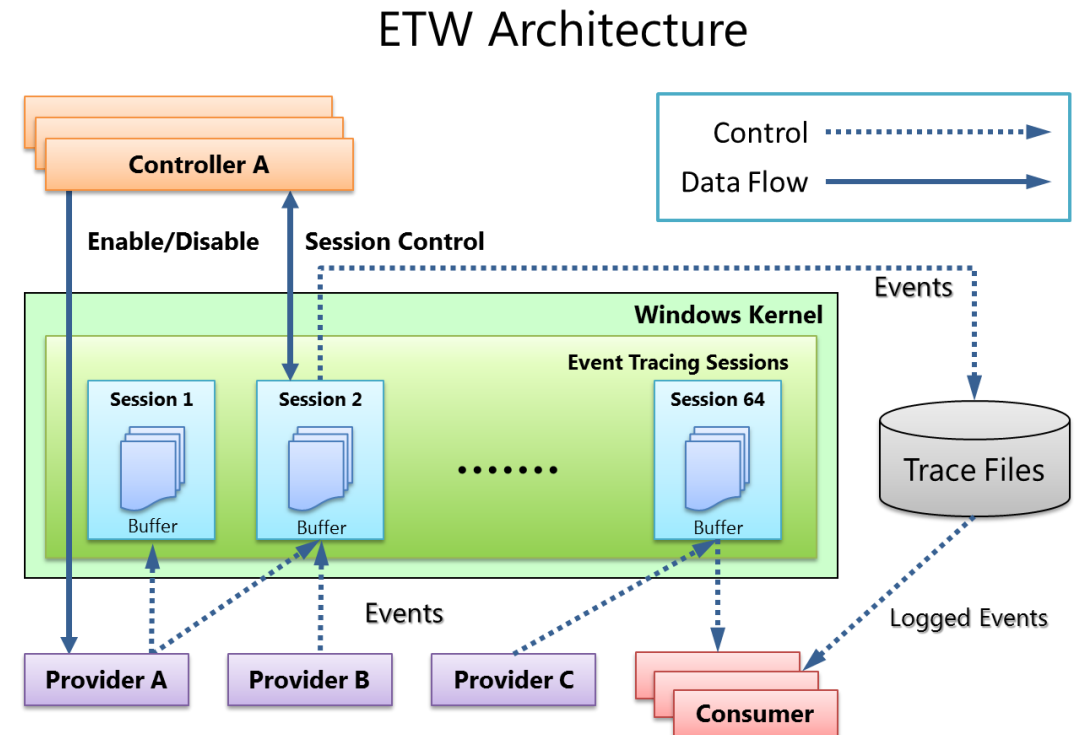 ETW Architecture
Controller A
Control
Data Flow
Enable/Disable
Session Control
Events
Windows Kernel
Event Tracing Sessions
Session 1
Session 2
Session 64
.......
Buffer
Buffer
Buffer
Trace Files
Events
Logged Events
Provider A
Provider B
Provider C
Consumer